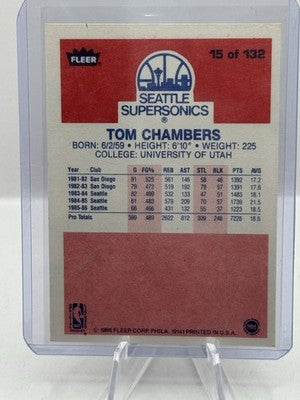 FLEER
15 of 132
SEATTLE
SUPERSONICS
®
TOM CHAMBERS
BORN: 6/2/59 • HEIGHT: 6'10" • WEIGHT: 225
COLLEGE: UNIVERSITY OF UTAH
Year Club G FG% REB AST STL BLK PTS AVG
1981-82 San Diego 81 .525 561 146 58 46 1392 17.2
1982-83 San Diego 79 .472 519 192 79 57 1391 17.6
1983-84 Seattle 82 .499 532 133 47 51 1483 18.1
1984-85 Seattle 81 .483 579 209 70 57 1739 21.5
1985-86 Seattle 66 .466 431 132 55 37 1223 18.5
Pro Totals 389 .489 2622 812 309 248 7228 18.6
NBA
© 1986 FLEER CORP. PHILA. 19141 PRINTED IN U.S.A.